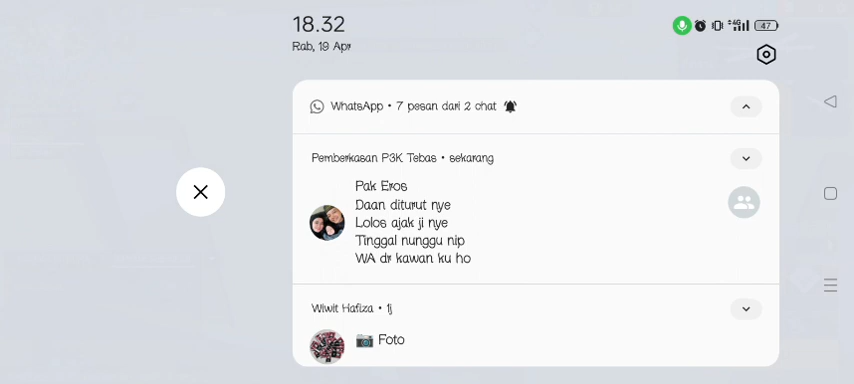 18.32
Rab, 19 Apr
4G
47
WhatsApp • 7 pesan dari 2 chat
Pemberkasan P3K Tebas • sekarang
Pak Eros
Daan diturut nye
Lolos ajak ji nye
Tinggal nunggu nip
WA dr kawan ku ho
Wiwit Hafiza • 1j
Foto